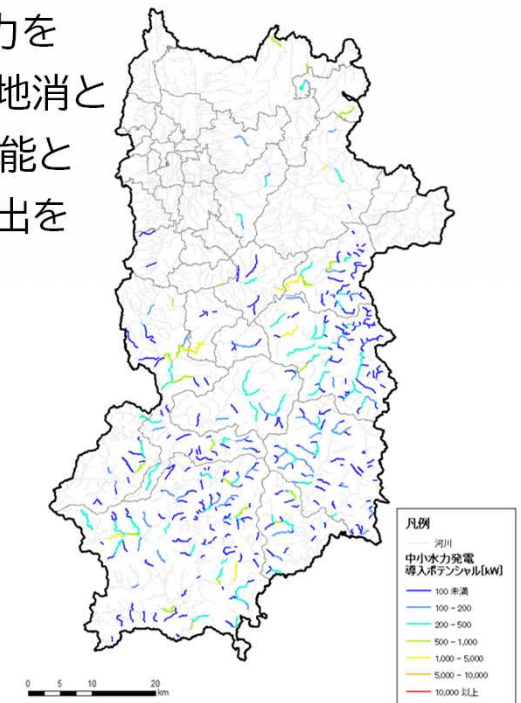 力を
地消と
能と
出を
凡例
河川
中小水力発電
導入ポテンシャル[kW]
100 未満
100 - 200
200 - 500
500 - 1,000
1,000 - 5,000
5,000 - 10,000
10,000 以上
0 5 10 20
km